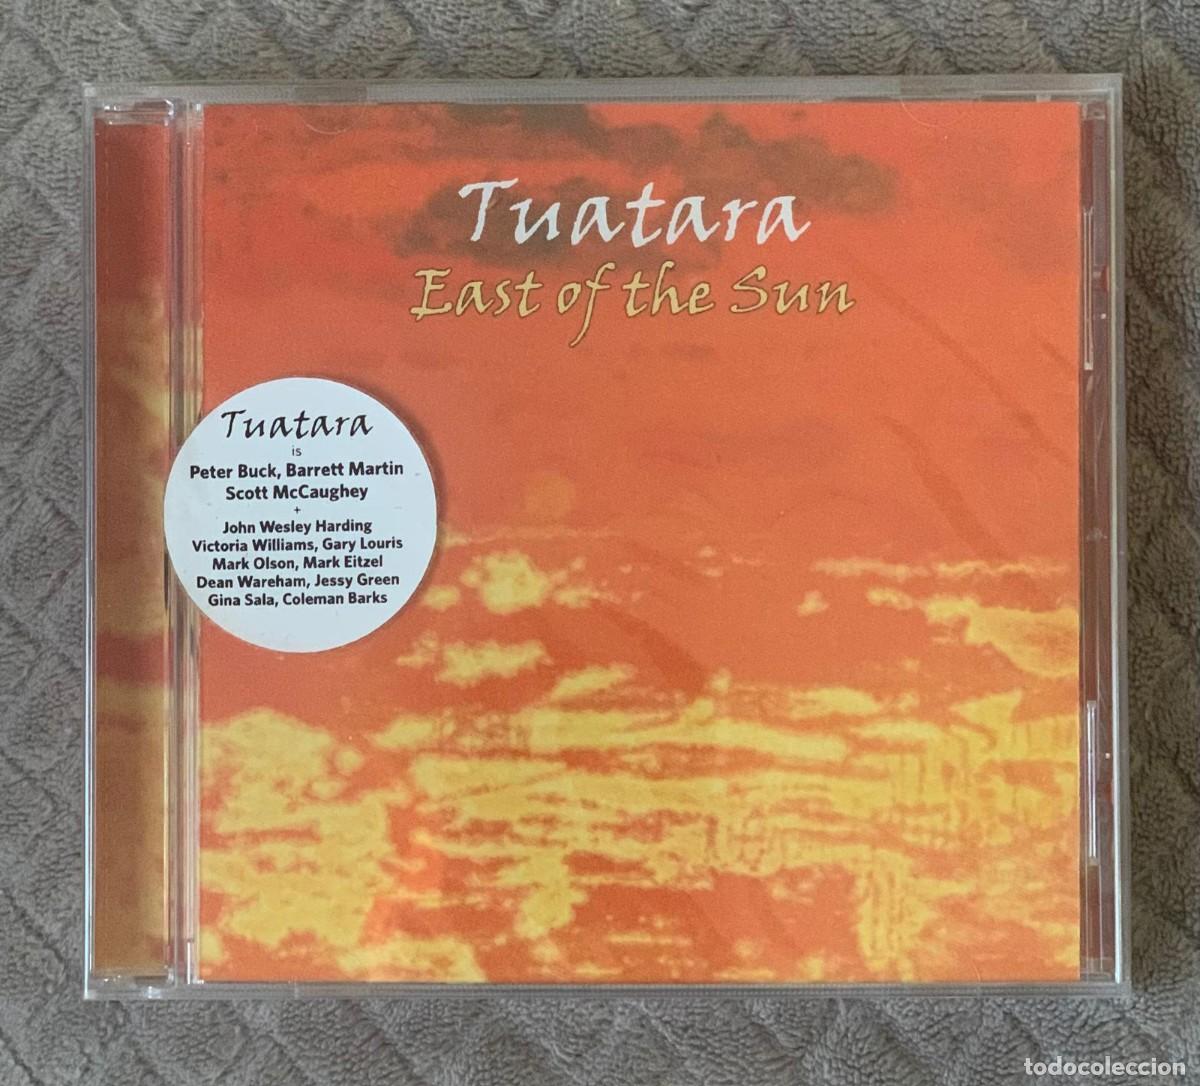 Tuatara
East of the Sun
Tuatara
is
Peter Buck, Barrett Martin
Scott McCaughey
+
John Wesley Harding
Victoria Williams, Gary Louris
Mark Olson, Mark Eitzel
Dean Wareham, Jessy Green
Gina Sala, Coleman Barks
todocoleccion